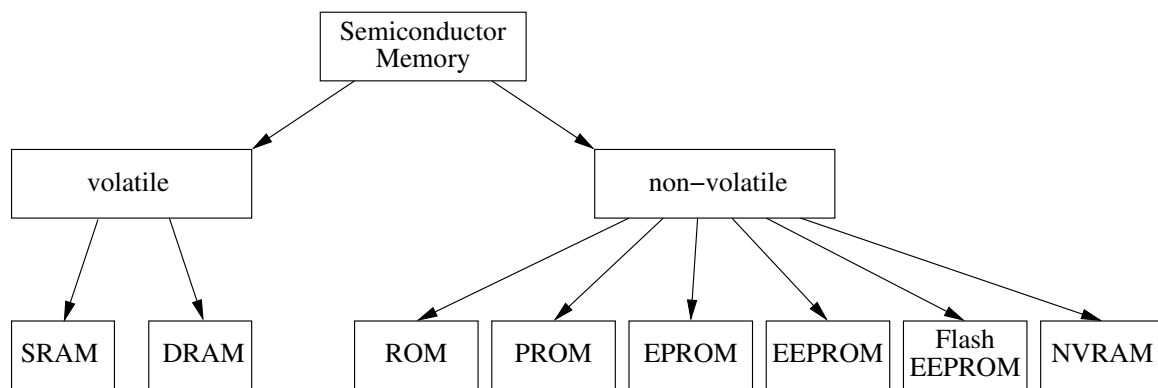 Semiconductor
Memory
volatile
non−volatile
SRAM
DRAM
ROM
PROM
EPROM
EEPROM
Flash
EEPROM
NVRAM